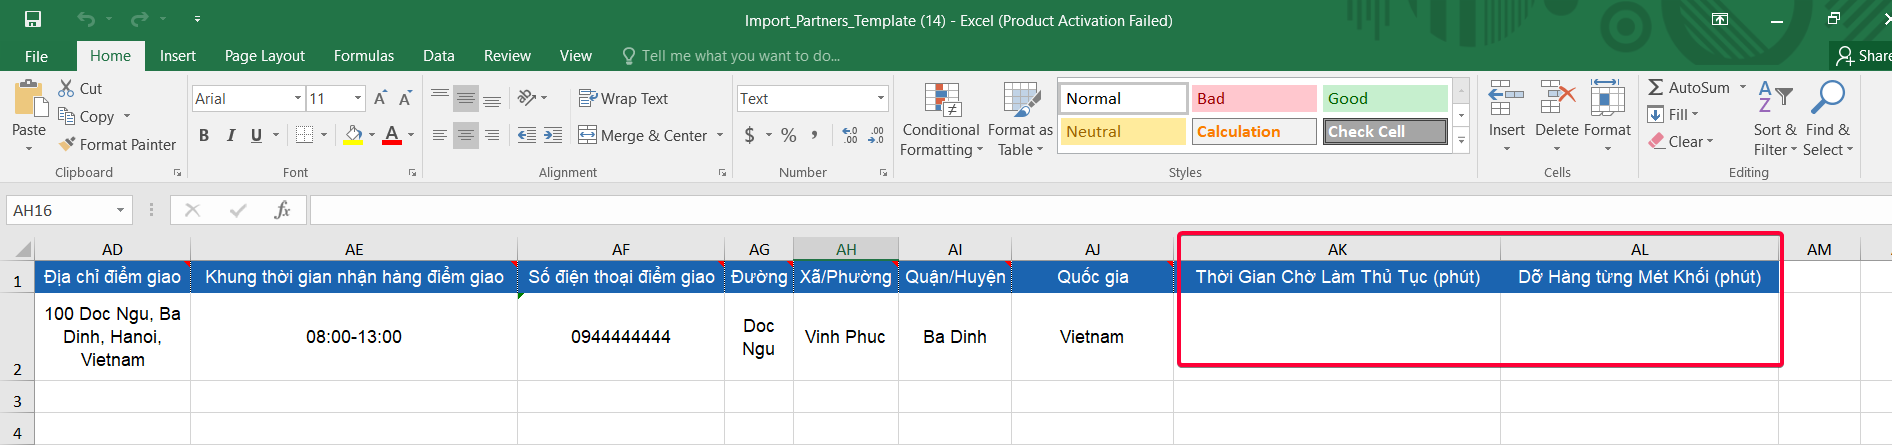 Import_Partners_Template (14) - Excel (Product Activation Failed)
File Home Insert Page Layout Formulas Data Review View Tell me what you want to do... Share
Paste
Cut
Copy
Format Painter
Clipboard
Arial 11
B I U
Font
Wrap Text
Merge & Center
Alignment
Text
$ % ,
Number
Conditional Formatting
Format as Table
Normal Bad Good
Neutral Calculation Check Cell
Styles
Insert Delete Format
Cells
AutoSum
Fill
Clear
Sort & Filter
Find & Select
Editing
AH16 fx
AD AE AF AG AH AI AJ AK AL AM
1 Địa chỉ điểm giao Khung thời gian nhận hàng điểm giao Số điện thoại điểm giao Đường Xã/Phường Quận/Huyện Quốc gia Thời Gian Chờ Làm Thủ Tục (phút) Dỡ Hàng từng Mét Khối (phút)
2 100 Doc Ngu, Ba Dinh, Hanoi, Vietnam 08:00-13:00 0944444444 Doc Ngu Vinh Phuc Ba Dinh Vietnam
3
4